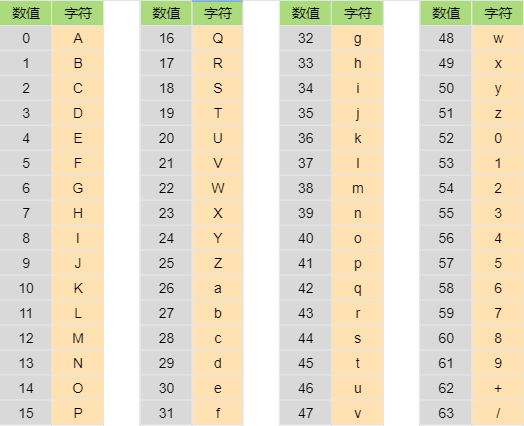 数值 字符 数值 字符 数值 字符 数值 字符
0 A 16 Q 32 g 48 w
1 B 17 R 33 h 49 x
2 C 18 S 34 i 50 y
3 D 19 T 35 j 51 z
4 E 20 U 36 k 52 0
5 F 21 V 37 l 53 1
6 G 22 W 38 m 54 2
7 H 23 X 39 n 55 3
8 I 24 Y 40 o 56 4
9 J 25 Z 41 p 57 5
10 K 26 a 42 q 58 6
11 L 27 b 43 r 59 7
12 M 28 c 44 s 60 8
13 N 29 d 45 t 61 9
14 O 30 e 46 u 62 +
15 P 31 f 47 v 63 /